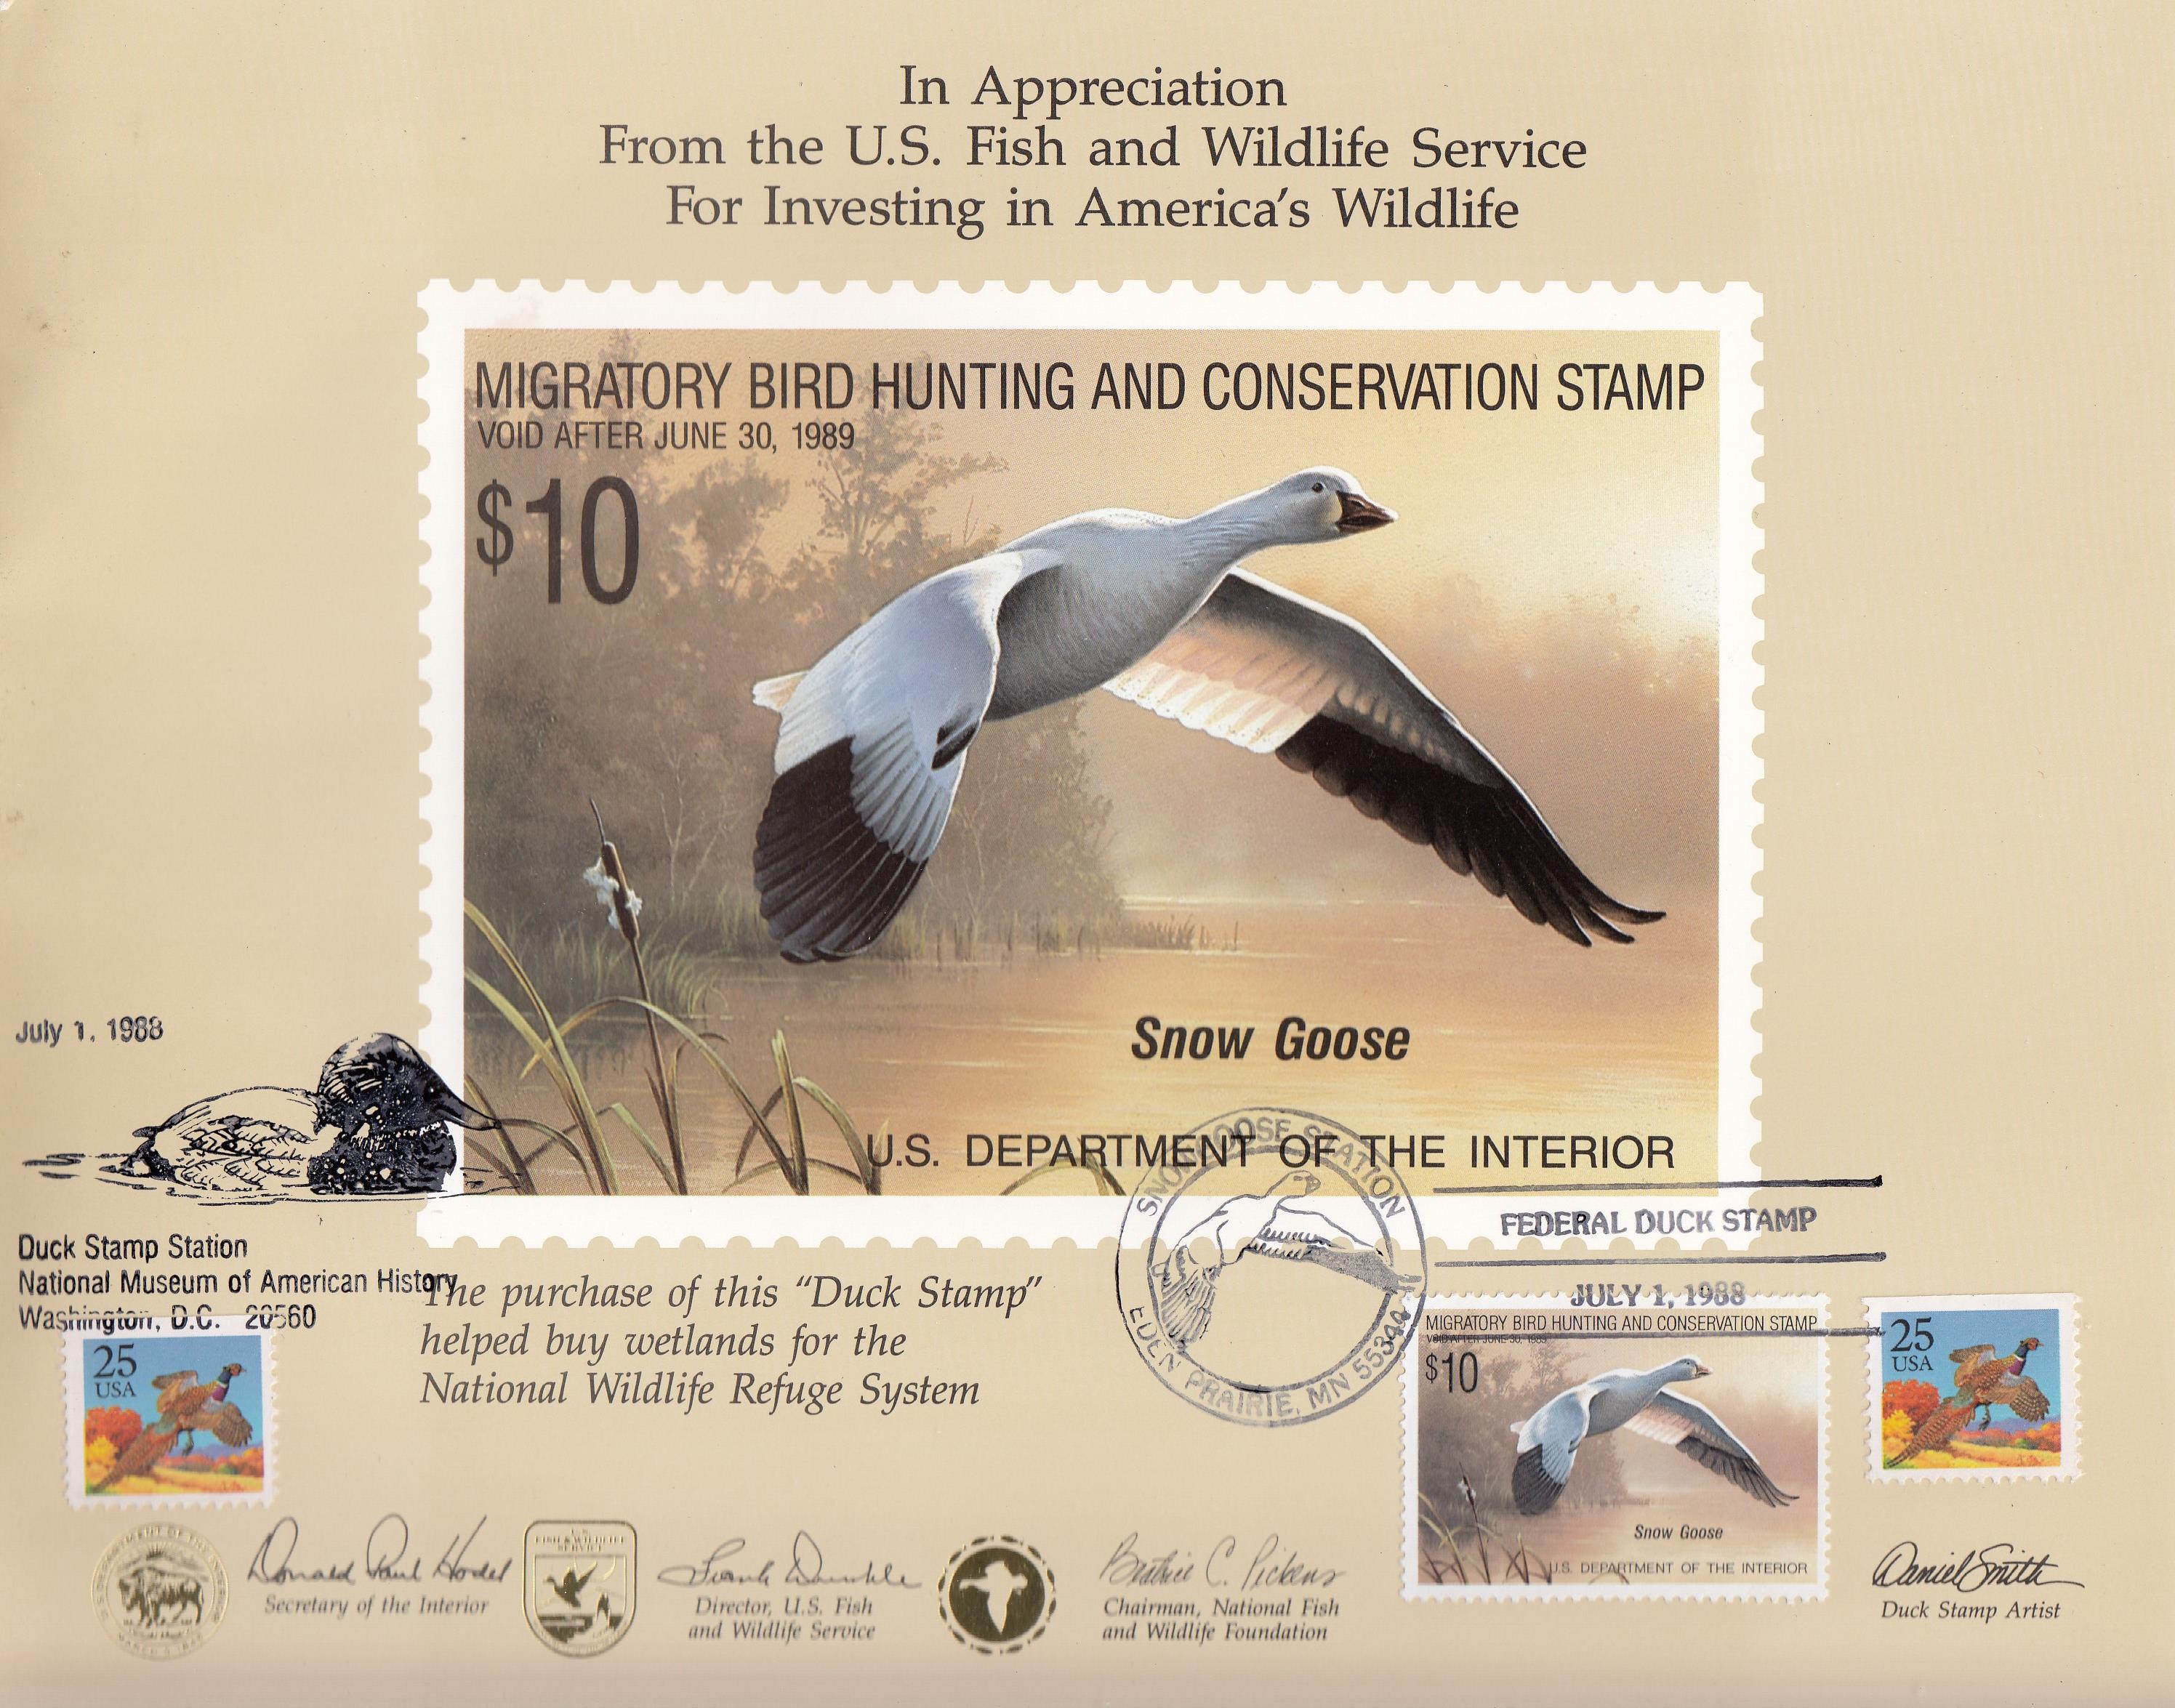 In Appreciation
From the U.S. Fish and Wildlife Service
For Investing in America's Wildlife
MIGRATORY BIRD HUNTING AND CONSERVATION STAMP
VOID AFTER JUNE 30, 1989
$10
Snow Goose
U.S. DEPARTMENT OF THE INTERIOR
July 1, 1988
Duck Stamp Station
National Museum of American History
Washington, D.C. 20560
The purchase of this “Duck Stamp”
helped buy wetlands for the
National Wildlife Refuge System
SNOW GOOSE STATION
EDEN PRAIRIE, MN 55344
FEDERAL DUCK STAMP
JULY 1, 1988
25
USA
MIGRATORY BIRD HUNTING AND CONSERVATION STAMP
VOID AFTER JUNE 30, 1989
$10
Snow Goose
U.S. DEPARTMENT OF THE INTERIOR
25
USA
Donald Paul Hodel
Secretary of the Interior
U.S.
FISH & WILDLIFE
SERVICE
Frank Dunkle
Director, U.S. Fish
and Wildlife Service
Beatrice C. Pickens
Chairman, National Fish
and Wildlife Foundation
Daniel Smith
Duck Stamp Artist